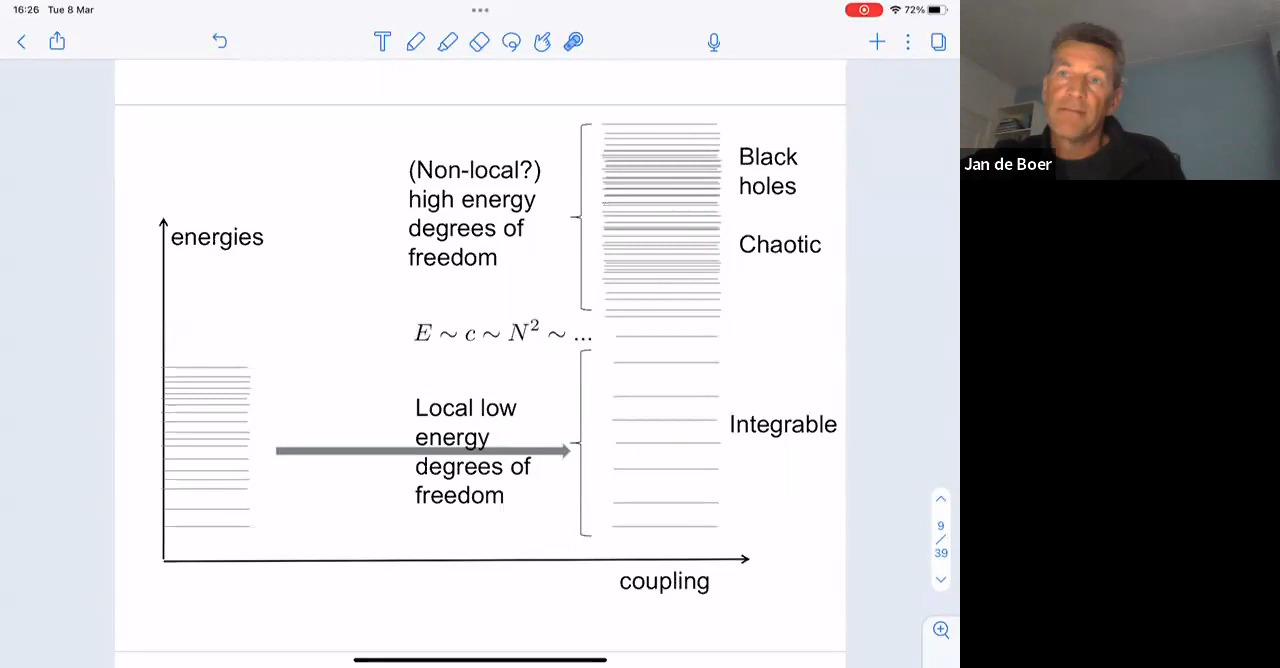 16:26 Tue 8 Mar
72%
T
energies
(Non-local?)
high energy
degrees of
freedom
E ~ c ~ N² ~ ...
Local low
energy
degrees of
freedom
Black
holes
Chaotic
Integrable
coupling
9
/
39
Jan de Boer